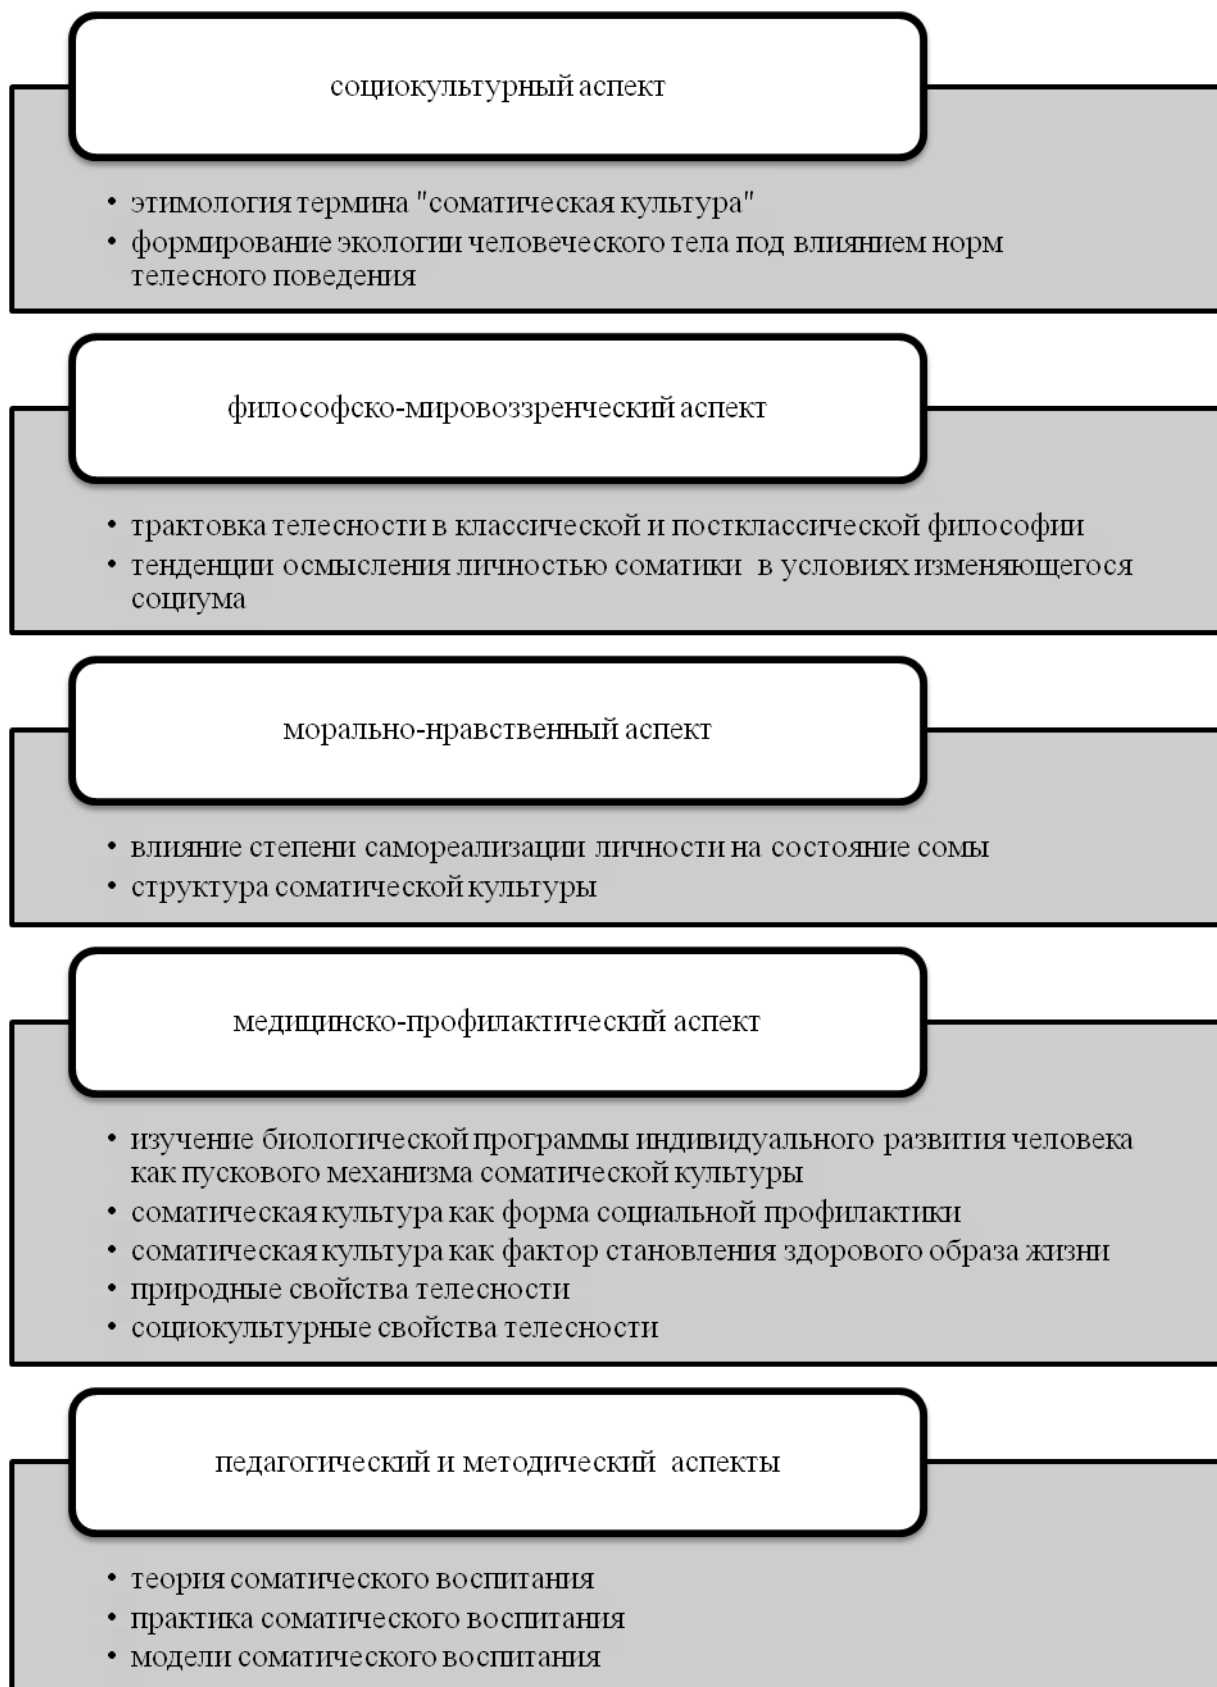 социокультурный аспект
• этимология термина "соматическая культура"
• формирование экологии человеческого тела под влиянием норм
телесного поведения
философско-мировоззренческий аспект
• трактовка телесности в классической и постклассической философии
• тенденции осмысления личностью соматики в условиях изменяющегося
социума
морально-нравственный аспект
• влияние степени самореализации личности на состояние сомы
• структура соматической культуры
медицинско-профилактический аспект
• изучение биологической программы индивидуального развития человека
как пускового механизма соматической культуры
• соматическая культура как форма социальной профилактики
• соматическая культура как фактор становления здорового образа жизни
• природные свойства телесности
• социокультурные свойства телесности
педагогический и методический аспекты
• теория соматического воспитания
• практика соматического воспитания
• модели соматического воспитания